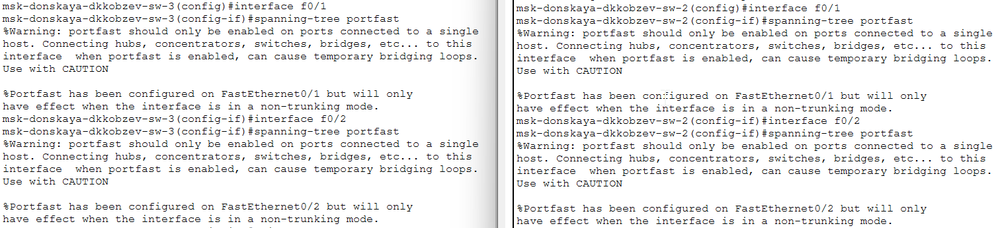 msk-donskaya-dkkobzev-sw-3(config)#interface f0/1
msk-donskaya-dkkobzev-sw-3(config-if)#spanning-tree portfast
%Warning: portfast should only be enabled on ports connected to a single
host. Connecting hubs, concentrators, switches, bridges, etc... to this
interface  when portfast is enabled, can cause temporary bridging loops.
Use with CAUTION

%Portfast has been configured on FastEthernet0/1 but will only
have effect when the interface is in a non-trunking mode.
msk-donskaya-dkkobzev-sw-3(config-if)#interface f0/2
msk-donskaya-dkkobzev-sw-3(config-if)#spanning-tree portfast
%Warning: portfast should only be enabled on ports connected to a single
host. Connecting hubs, concentrators, switches, bridges, etc... to this
interface  when portfast is enabled, can cause temporary bridging loops.
Use with CAUTION

%Portfast has been configured on FastEthernet0/2 but will only
have effect when the interface is in a non-trunking mode.
msk-donskaya-dkkobzev-sw-2(config)#interface f0/1
msk-donskaya-dkkobzev-sw-2(config-if)#spanning-tree portfast
%Warning: portfast should only be enabled on ports connected to a single
host. Connecting hubs, concentrators, switches, bridges, etc... to this
interface  when portfast is enabled, can cause temporary bridging loops.
Use with CAUTION

%Portfast has been configured on FastEthernet0/1 but will only
have effect when the interface is in a non-trunking mode.
msk-donskaya-dkkobzev-sw-2(config-if)#interface f0/2
msk-donskaya-dkkobzev-sw-2(config-if)#spanning-tree portfast
%Warning: portfast should only be enabled on ports connected to a single
host. Connecting hubs, concentrators, switches, bridges, etc... to this
interface  when portfast is enabled, can cause temporary bridging loops.
Use with CAUTION

%Portfast has been configured on FastEthernet0/2 but will only
have effect when the interface is in a non-trunking mode.